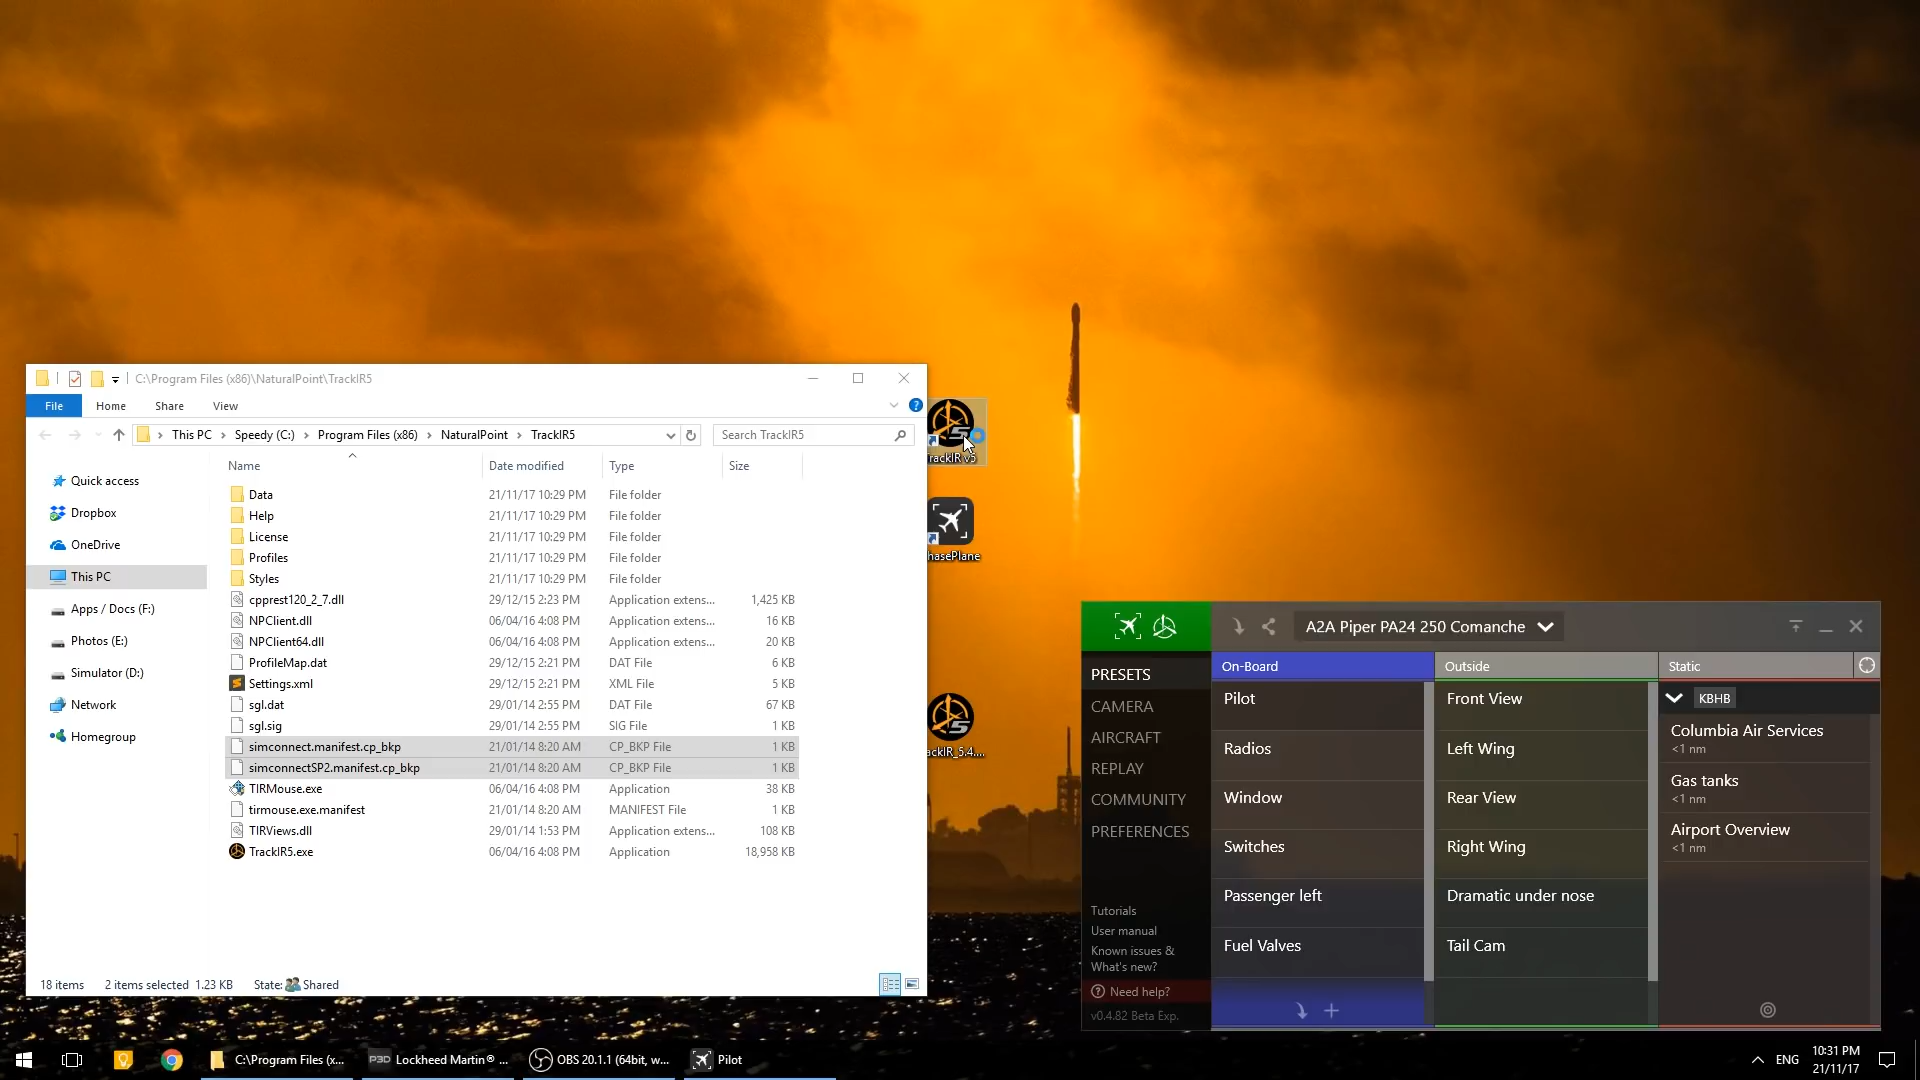 C:\Program Files (x86)\NaturalPoint\TrackIR5
File Home Share View
This PC Speedy (C:) Program Files (x86) NaturalPoint TrackIR5 Search TrackIR5
Name Date modified Type Size
Quick access
Dropbox
OneDrive
This PC
Apps / Docs (F:)
Photos (E:)
Simulator (D:)
Network
Homegroup
Data 21/11/17 10:29 PM File folder
Help 21/11/17 10:29 PM File folder
License 21/11/17 10:29 PM File folder
Profiles 21/11/17 10:29 PM File folder
Styles 21/11/17 10:29 PM File folder
cpprest120_2_7.dll 29/12/15 2:23 PM Application extens... 1,425 KB
NPClient.dll 06/04/16 4:08 PM Application extens... 16 KB
NPClient64.dll 06/04/16 4:08 PM Application extens... 20 KB
ProfileMap.dat 29/12/15 2:21 PM DAT File 6 KB
Settings.xml 29/12/15 2:21 PM XML File 5 KB
sgl.dat 29/01/14 2:55 PM DAT File 67 KB
sgl.sig 29/01/14 2:55 PM SIG File 1 KB
simconnect.manifest.cp_bkp 21/01/14 8:20 AM CP_BKP File 1 KB
simconnectSP2.manifest.cp_bkp 21/01/14 8:20 AM CP_BKP File 1 KB
TIRMouse.exe 06/04/16 4:08 PM Application 38 KB
tirmouse.exe.manifest 21/01/14 8:20 AM MANIFEST File 1 KB
TIRViews.dll 29/01/14 1:53 PM Application extens... 108 KB
TrackIR5.exe 06/04/16 4:08 PM Application 18,958 KB
18 items 2 items selected 1.23 KB State: Shared
rackIR v5
hasePlane
ackIR_5.4....
A2A Piper PA24 250 Comanche
PRESETS
CAMERA
AIRCRAFT
REPLAY
COMMUNITY
PREFERENCES
Tutorials
User manual
Known issues &
What's new?
Need help?
v0.4.82 Beta Exp.
On-Board
Pilot
Radios
Window
Switches
Passenger left
Fuel Valves
Outside
Front View
Left Wing
Rear View
Right Wing
Dramatic under nose
Tail Cam
Static
KBHB
Columbia Air Services
<1 nm
Gas tanks
<1 nm
Airport Overview
<1 nm
C:\Program Files (x... P3D Lockheed Martin® ... OBS 20.1.1 (64bit, w... Pilot
ENG
10:31 PM
21/11/17